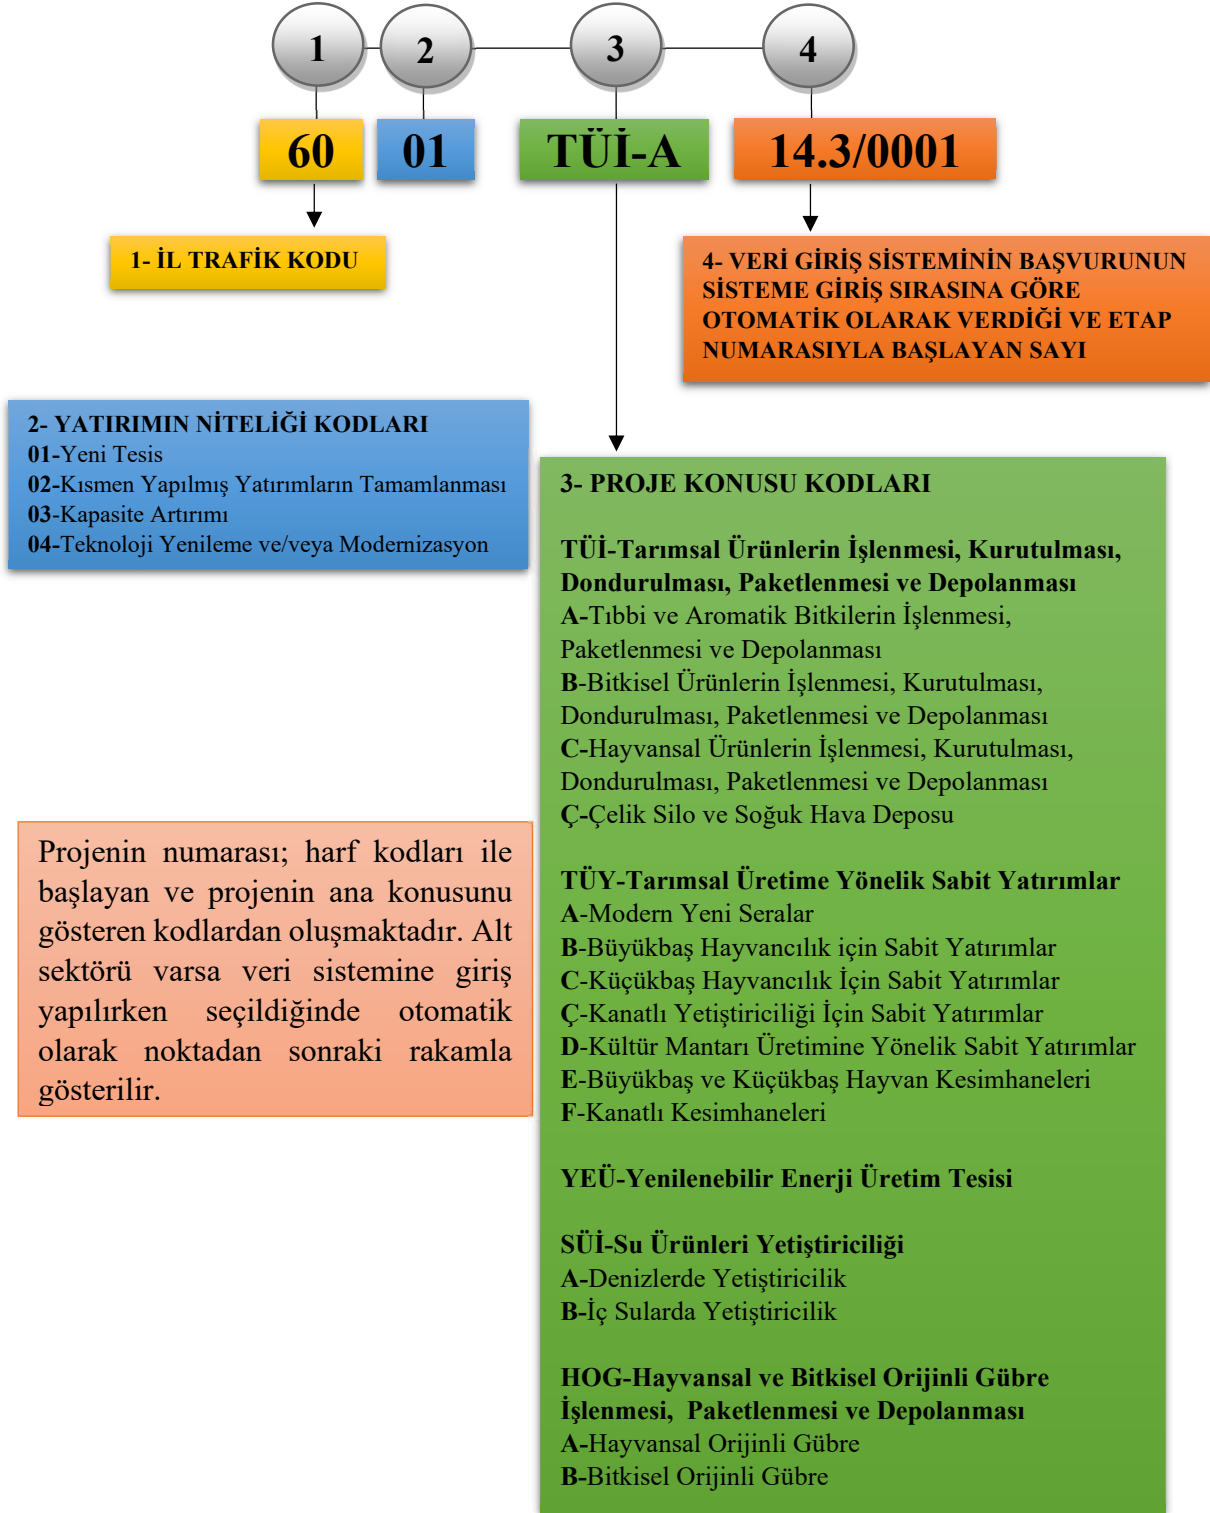 1 2 3 4
60 01 TÜİ-A 14.3/0001
1- İL TRAFİK KODU
4- VERİ GİRİŞ SİSTEMİNİN BAŞVURUNUN
SİSTEME GİRİŞ SIRASINA GÖRE
OTOMATİK OLARAK VERDİĞİ VE ETAP
NUMARASIYLA BAŞLAYAN SAYI
2- YATIRIMIN NİTELİĞİ KODLARI
01-Yeni Tesis
02-Kısmen Yapılmış Yatırımların Tamamlanması
03-Kapasite Artırımı
04-Teknoloji Yenileme ve/veya Modernizasyon
3- PROJE KONUSU KODLARI
TÜİ-Tarımsal Ürünlerin İşlenmesi, Kurutulması,
Dondurulması, Paketlenmesi ve Depolanması
A-Tıbbi ve Aromatik Bitkilerin İşlenmesi,
Paketlenmesi ve Depolanması
B-Bitkisel Ürünlerin İşlenmesi, Kurutulması,
Dondurulması, Paketlenmesi ve Depolanması
C-Hayvansal Ürünlerin İşlenmesi, Kurutulması,
Dondurulması, Paketlenmesi ve Depolanması
Ç-Çelik Silo ve Soğuk Hava Deposu
TÜY-Tarımsal Üretime Yönelik Sabit Yatırımlar
A-Modern Yeni Seralar
B-Büyükbaş Hayvancılık için Sabit Yatırımlar
C-Küçükbaş Hayvancılık İçin Sabit Yatırımlar
Ç-Kanatlı Yetiştiriciliği İçin Sabit Yatırımlar
D-Kültür Mantarı Üretimine Yönelik Sabit Yatırımlar
E-Büyükbaş ve Küçükbaş Hayvan Kesimhaneleri
F-Kanatlı Kesimhaneleri
YEÜ-Yenilenebilir Enerji Üretim Tesisi
SÜİ-Su Ürünleri Yetiştiriciliği
A-Denizlerde Yetiştiricilik
B-İç Sularda Yetiştiricilik
HOG-Hayvansal ve Bitkisel Orijinli Gübre
İşlenmesi, Paketlenmesi ve Depolanması
A-Hayvansal Orijinli Gübre
B-Bitkisel Orijinli Gübre
Projenin numarası; harf kodları ile
başlayan ve projenin ana konusunu
gösteren kodlardan oluşmaktadır. Alt
sektörü varsa veri sistemine giriş
yapılırken seçildiğinde otomatik
olarak noktadan sonraki rakamla
gösterilir.